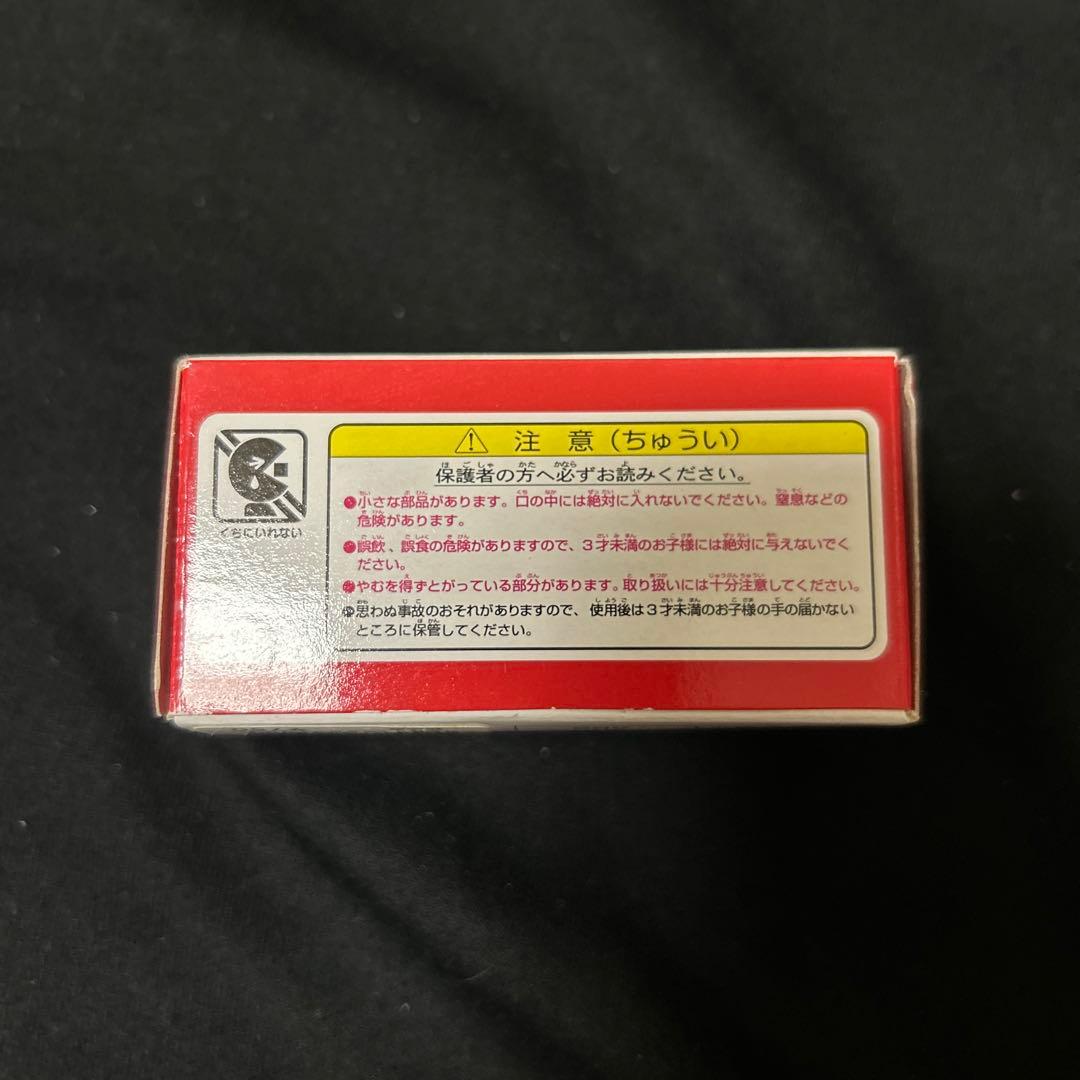 くちにいれない
注 意（ちゅうい）
保護者の方へ必ずお読みください。
●小さな部品があります。口の中には絶対に入れないでください。窒息などの
危険があります。
●誤飲、誤食の危険がありますので、3才未満のお子様には絶対に与えないでく
ださい。
●やむを得ずとがっている部分があります。取り扱いには十分注意してください。
思わぬ事故のおそれがありますので、使用後は3才未満のお子様の手の届かない
ところに保管してください。